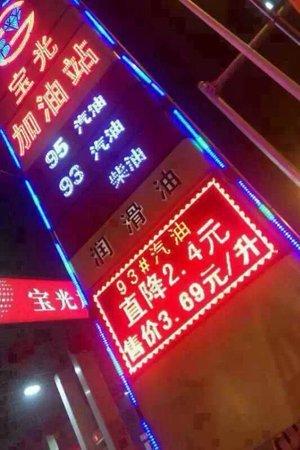 宝光
加油站
95 汽油
93 汽油
柴油
润滑油
93#汽油
直降2.4元
售价3.69元/升
宝光